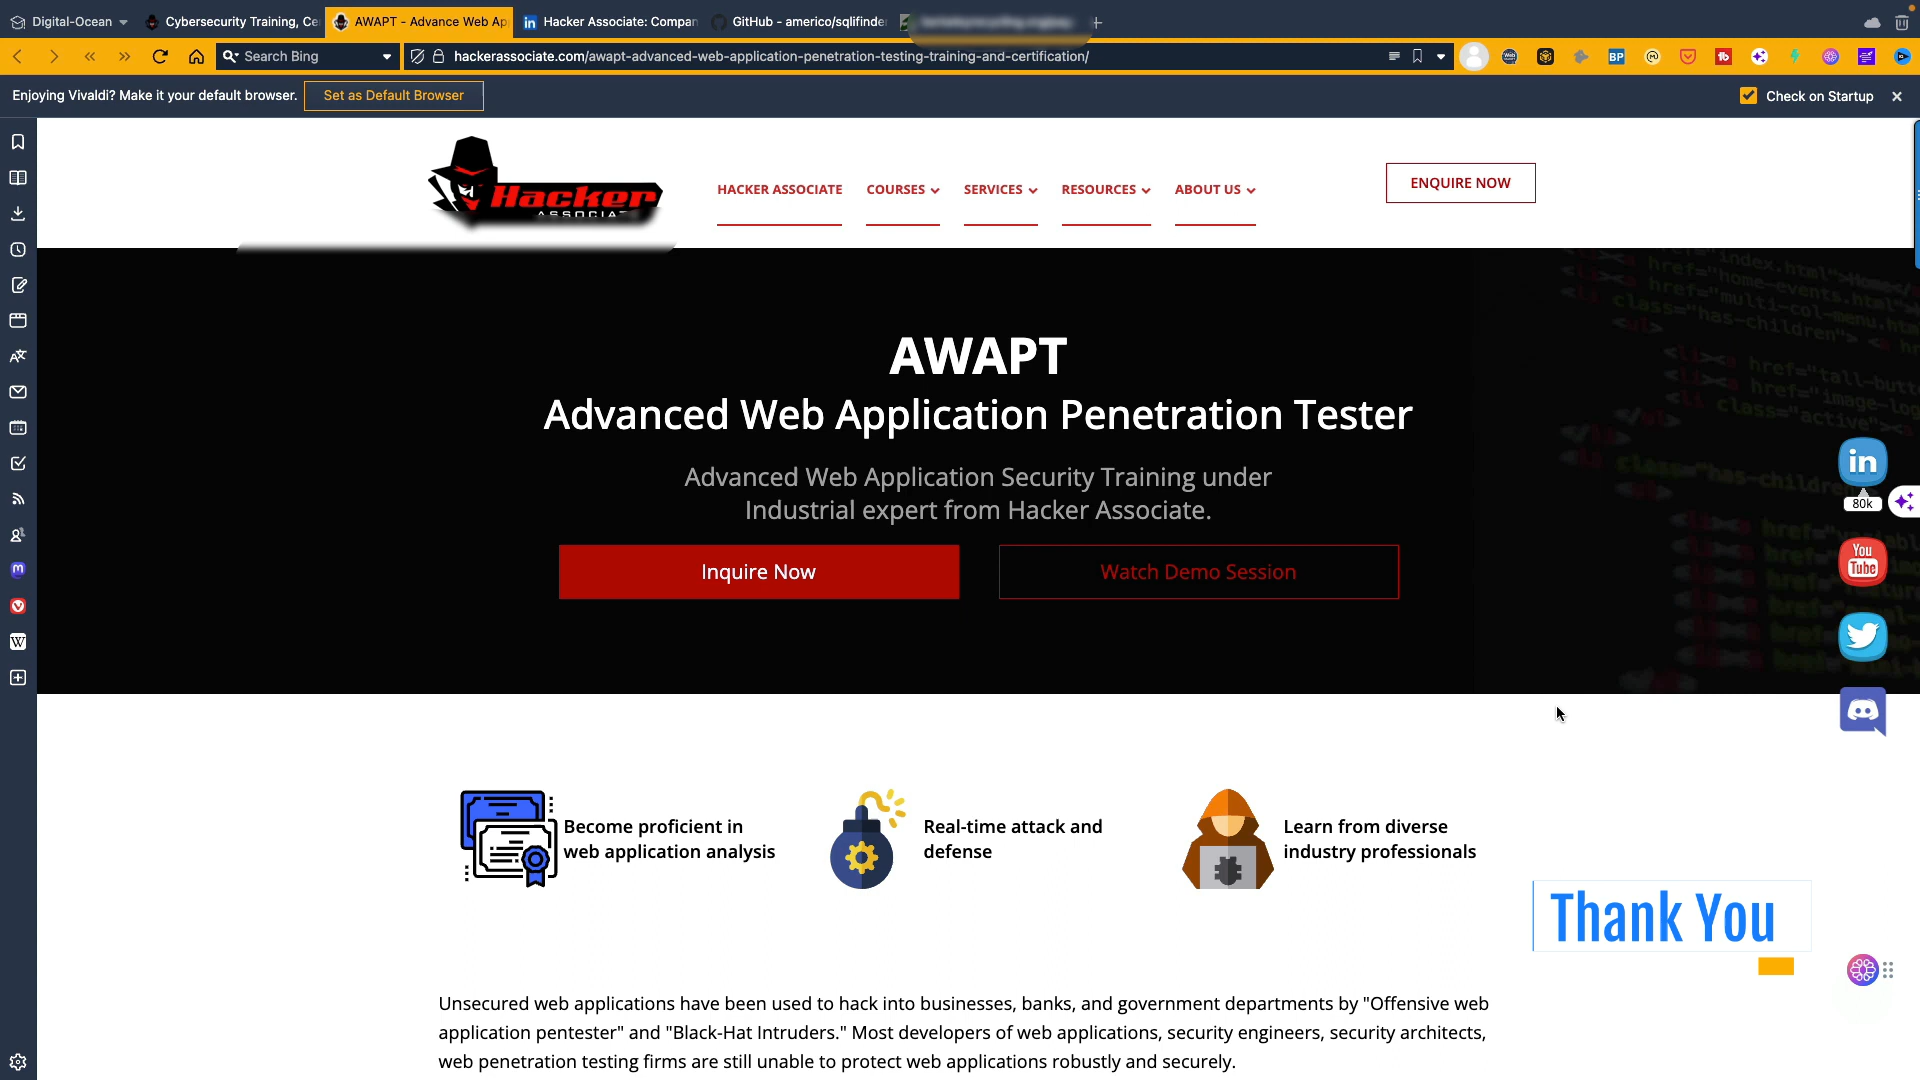 Digital-Ocean
Cybersecurity Training, Ce
AWAPT - Advance Web Ap
Hacker Associate: Compan
GitHub - americo/sqlifinder
Search Bing
hackerassociate.com/awapt-advanced-web-application-penetration-testing-training-and-certification/
BP
Enjoying Vivaldi? Make it your default browser.
Set as Default Browser
Check on Startup
Hacker
ASSOCIATE
HACKER ASSOCIATE
COURSES
SERVICES
RESOURCES
ABOUT US
ENQUIRE NOW
AWAPT
Advanced Web Application Penetration Tester
Advanced Web Application Security Training under
Industrial expert from Hacker Associate.
Inquire Now
Watch Demo Session
in
80k
You
Tube
Become proficient in
web application analysis
Real-time attack and
defense
Learn from diverse
industry professionals
Thank You
Unsecured web applications have been used to hack into businesses, banks, and government departments by "Offensive web
application pentester" and "Black-Hat Intruders." Most developers of web applications, security engineers, security architects,
web penetration testing firms are still unable to protect web applications robustly and securely.